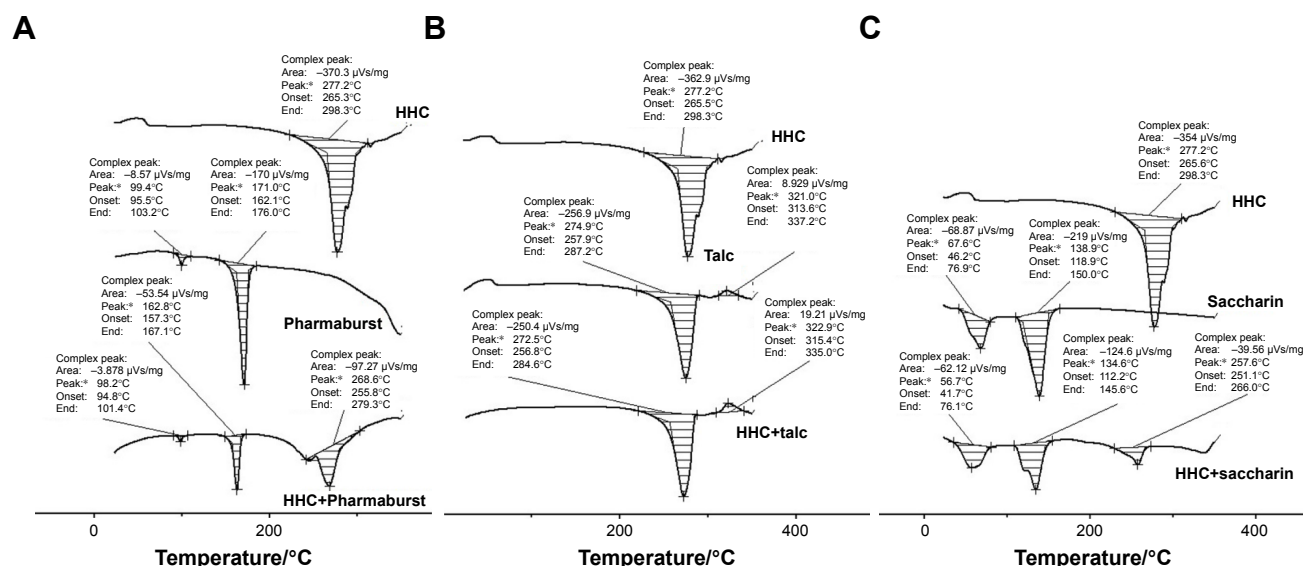 A
Complex peak:
Area: –370.3 µVs/mg
Peak:* 277.2°C
Onset: 265.3°C
End: 298.3°C
HHC
Complex peak:
Area: –8.57 µVs/mg
Peak:* 99.4°C
Onset: 95.5°C
End: 103.2°C
Complex peak:
Area: –170 µVs/mg
Peak:* 171.0°C
Onset: 162.1°C
End: 176.0°C
Pharmaburst
Complex peak:
Area: –53.54 µVs/mg
Peak:* 162.8°C
Onset: 157.3°C
End: 167.1°C
Complex peak:
Area: –3.878 µVs/mg
Peak:* 98.2°C
Onset: 94.8°C
End: 101.4°C
Complex peak:
Area: –97.27 µVs/mg
Peak:* 268.6°C
Onset: 255.8°C
End: 279.3°C
HHC+Pharmaburst
0 200
Temperature/°C
B
Complex peak:
Area: –362.9 µVs/mg
Peak:* 277.2°C
Onset: 265.5°C
End: 298.3°C
HHC
Complex peak:
Area: 8.929 µVs/mg
Peak:* 321.0°C
Onset: 313.6°C
End: 337.2°C
Complex peak:
Area: –256.9 µVs/mg
Peak:* 274.9°C
Onset: 257.9°C
End: 287.2°C
Talc
Complex peak:
Area: 19.21 µVs/mg
Peak:* 322.9°C
Onset: 315.4°C
End: 335.0°C
Complex peak:
Area: –250.4 µVs/mg
Peak:* 272.5°C
Onset: 256.8°C
End: 284.6°C
HHC+talc
200 400
Temperature/°C
C
Complex peak:
Area: –354 µVs/mg
Peak:* 277.2°C
Onset: 265.6°C
End: 298.3°C
HHC
Complex peak:
Area: –68.87 µVs/mg
Peak:* 67.6°C
Onset: 46.2°C
End: 76.9°C
Complex peak:
Area: –219 µVs/mg
Peak:* 138.9°C
Onset: 118.9°C
End: 150.0°C
Saccharin
Complex peak:
Area: –62.12 µVs/mg
Peak:* 56.7°C
Onset: 41.7°C
End: 76.1°C
Complex peak:
Area: –124.6 µVs/mg
Peak:* 134.6°C
Onset: 112.2°C
End: 145.6°C
Complex peak:
Area: –39.56 µVs/mg
Peak:* 257.6°C
Onset: 251.1°C
End: 266.0°C
HHC+saccharin
0 200 400
Temperature/°C